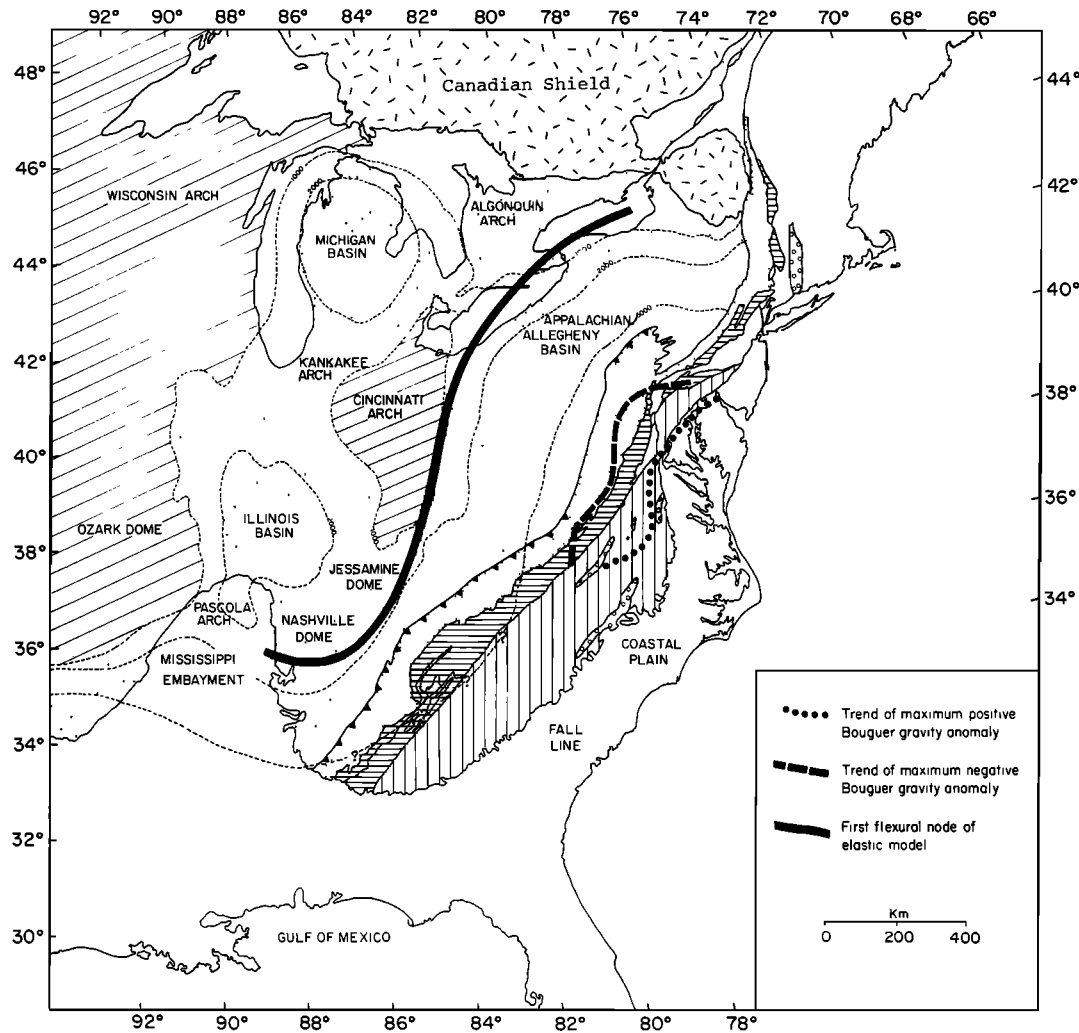 92° 90° 88° 86° 84° 82° 80° 78° 76° 74° 72° 70° 68° 66°
48°
44°
Canadian Shield
46°
42°
WISCONSIN ARCH
ALGONQUIN
ARCH
MICHIGAN
BASIN
44°
40°
APPALACHIAN
ALLEGHENY
BASIN
42°
KANKAKEE
ARCH
38°
CINCINNATI
ARCH
40°
36°
ILLINOIS
BASIN
OZARK DOME
38°
JESSAMINE
DOME
34°
PASCOLA
ARCH
NASHVILLE
DOME
36°
MISSISSIPPI
EMBAYMENT
COASTAL
PLAIN
FALL
LINE
34°
Trend of maximum positive
Bouguer gravity anomaly
Trend of maximum negative
Bouguer gravity anomaly
32°
First flexural node of
elastic model
Km
0 200 400
30°
GULF OF MEXICO
92° 90° 88° 86° 84° 82° 80° 78°